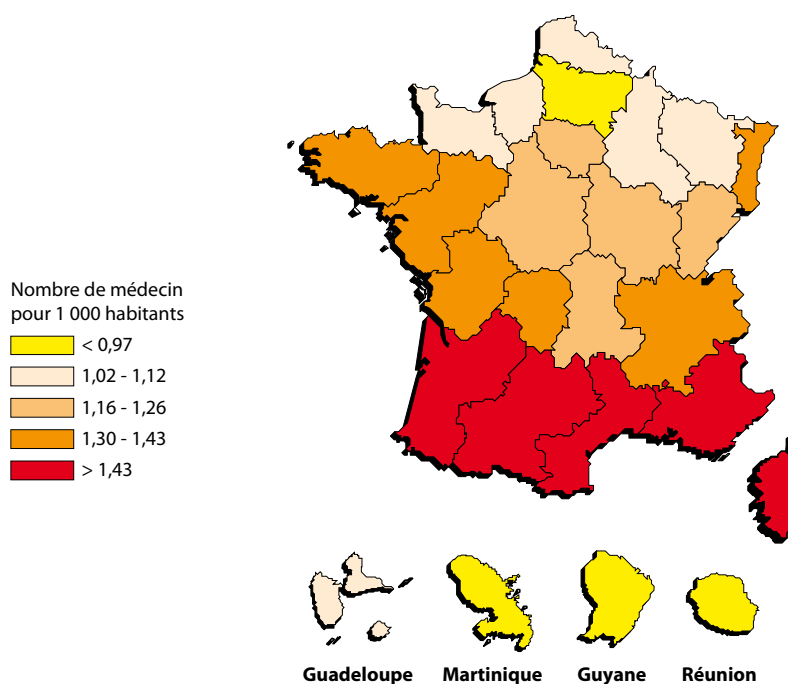 Nombre de médecin
pour 1 000 habitants
< 0,97
1,02 - 1,12
1,16 - 1,26
1,30 - 1,43
> 1,43
Guadeloupe Martinique Guyane Réunion